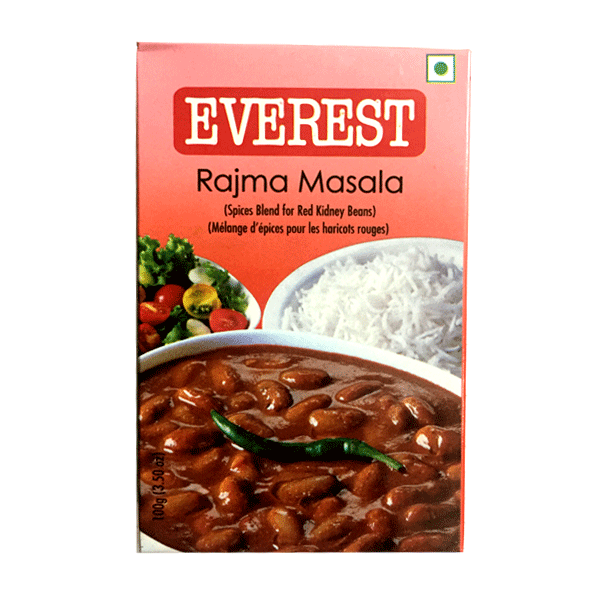 EVEREST
Rajma Masala
(Spices Blend for Red Kidney Beans)
(Mélange d'épices pour les haricots rouges)
100g (3.50 oz)